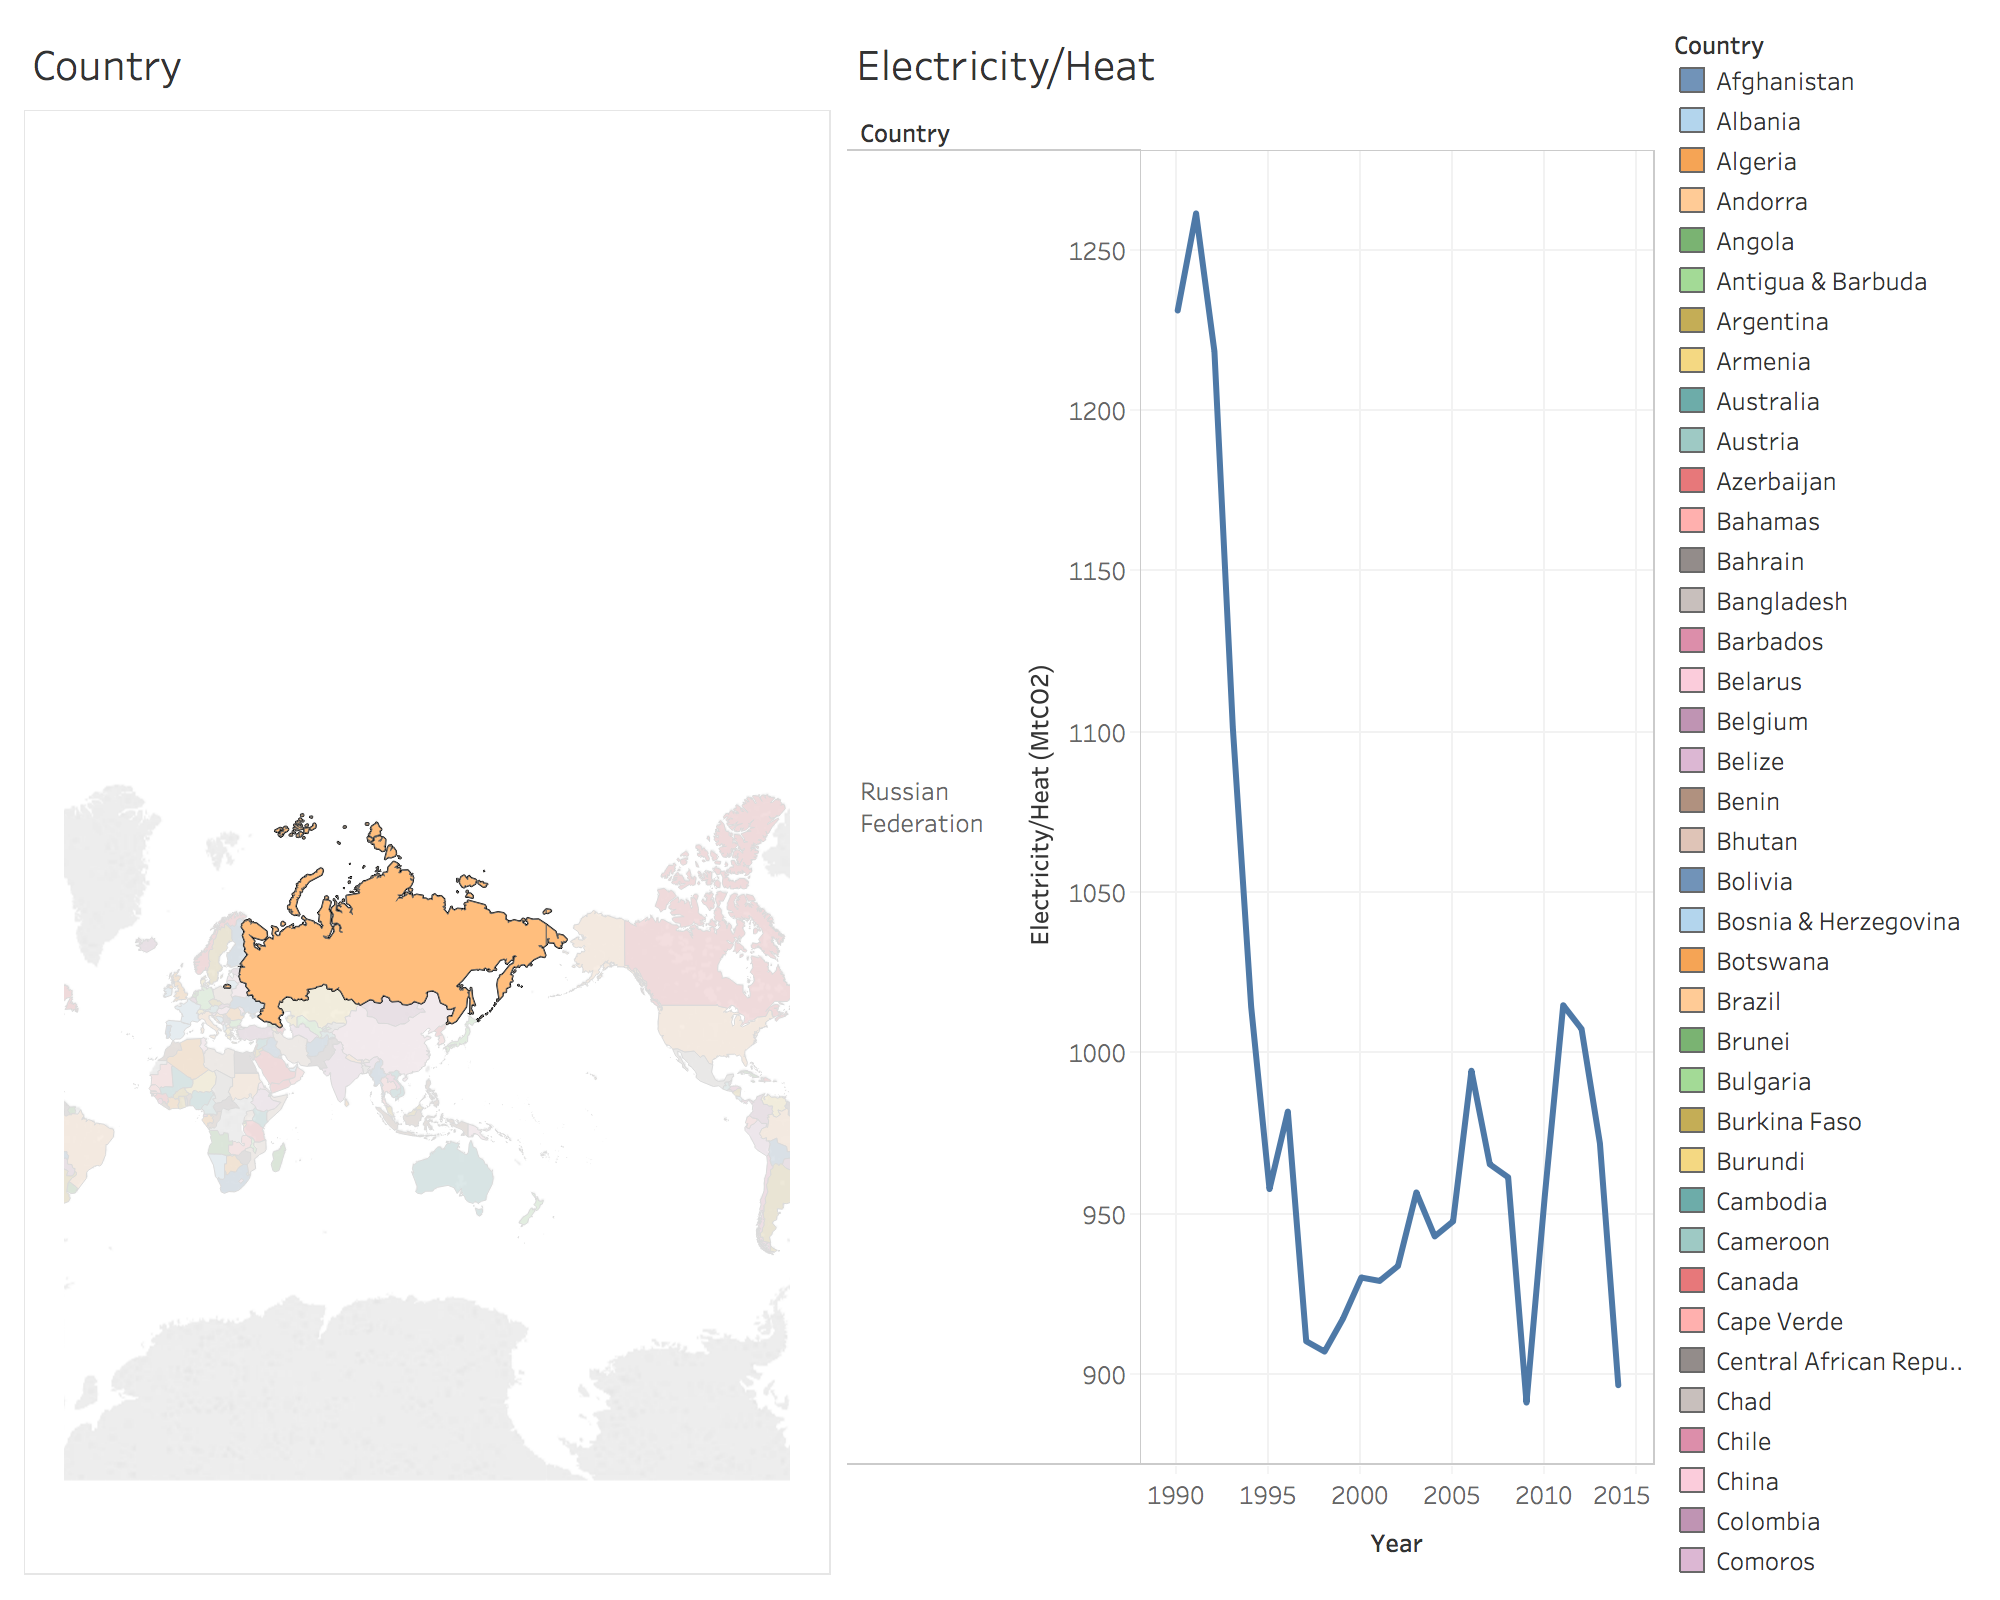 Country
Electricity/Heat
Country
Russian
Federation
Electricity/Heat (MtCO2)
1250
1200
1150
1100
1050
1000
950
900
1990
1995
2000
2005
2010
2015
Year
Country
Afghanistan
Albania
Algeria
Andorra
Angola
Antigua & Barbuda
Argentina
Armenia
Australia
Austria
Azerbaijan
Bahamas
Bahrain
Bangladesh
Barbados
Belarus
Belgium
Belize
Benin
Bhutan
Bolivia
Bosnia & Herzegovina
Botswana
Brazil
Brunei
Bulgaria
Burkina Faso
Burundi
Cambodia
Cameroon
Canada
Cape Verde
Central African Repu..
Chad
Chile
China
Colombia
Comoros